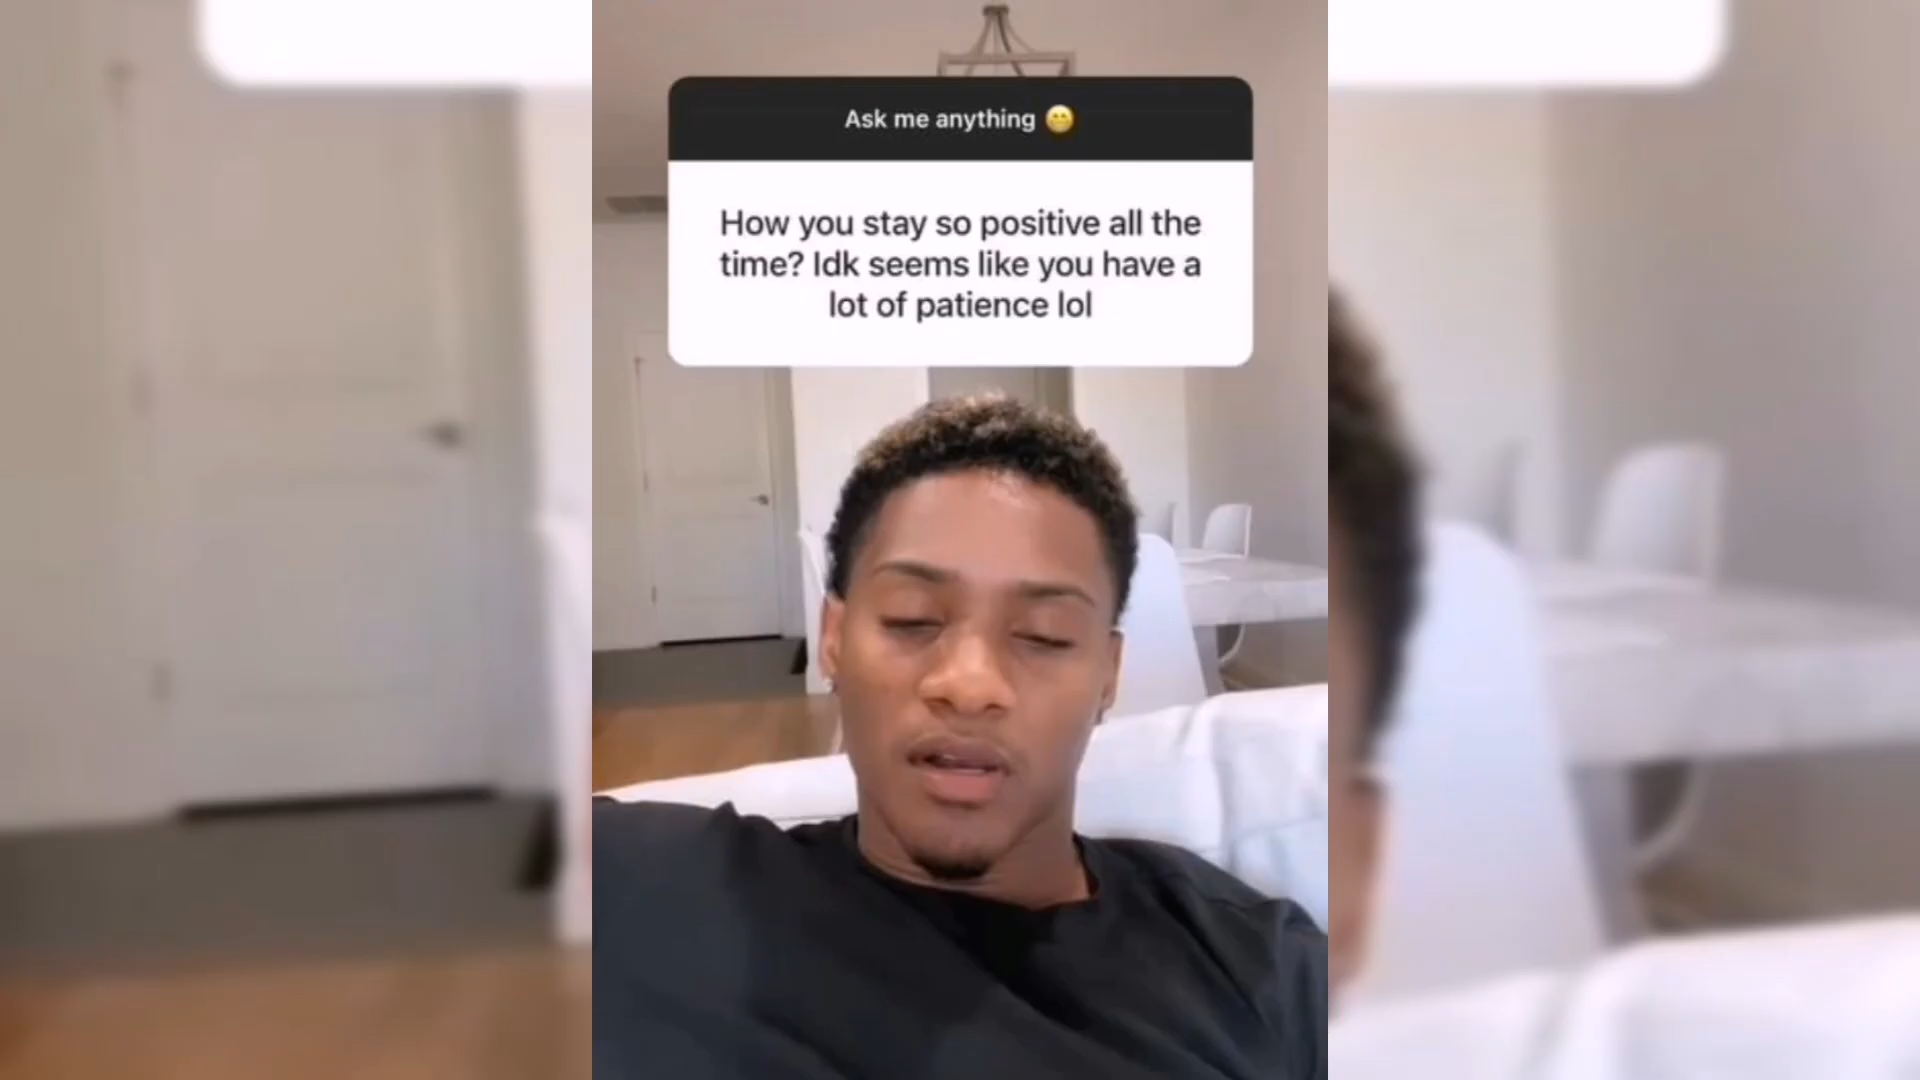 Ask me anything 😁
How you stay so positive all the
time? Idk seems like you have a
lot of patience lol